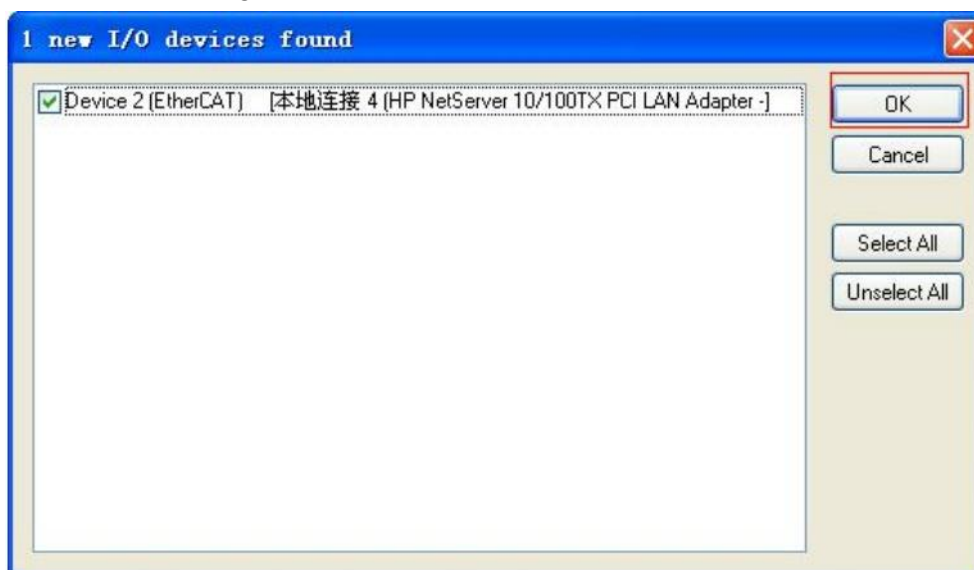 1 new I/O devices found
Device 2 (EtherCAT) [本地连接 4 (HP NetServer 10/100TX PCI LAN Adapter -]
OK
Cancel
Select All
Unselect All